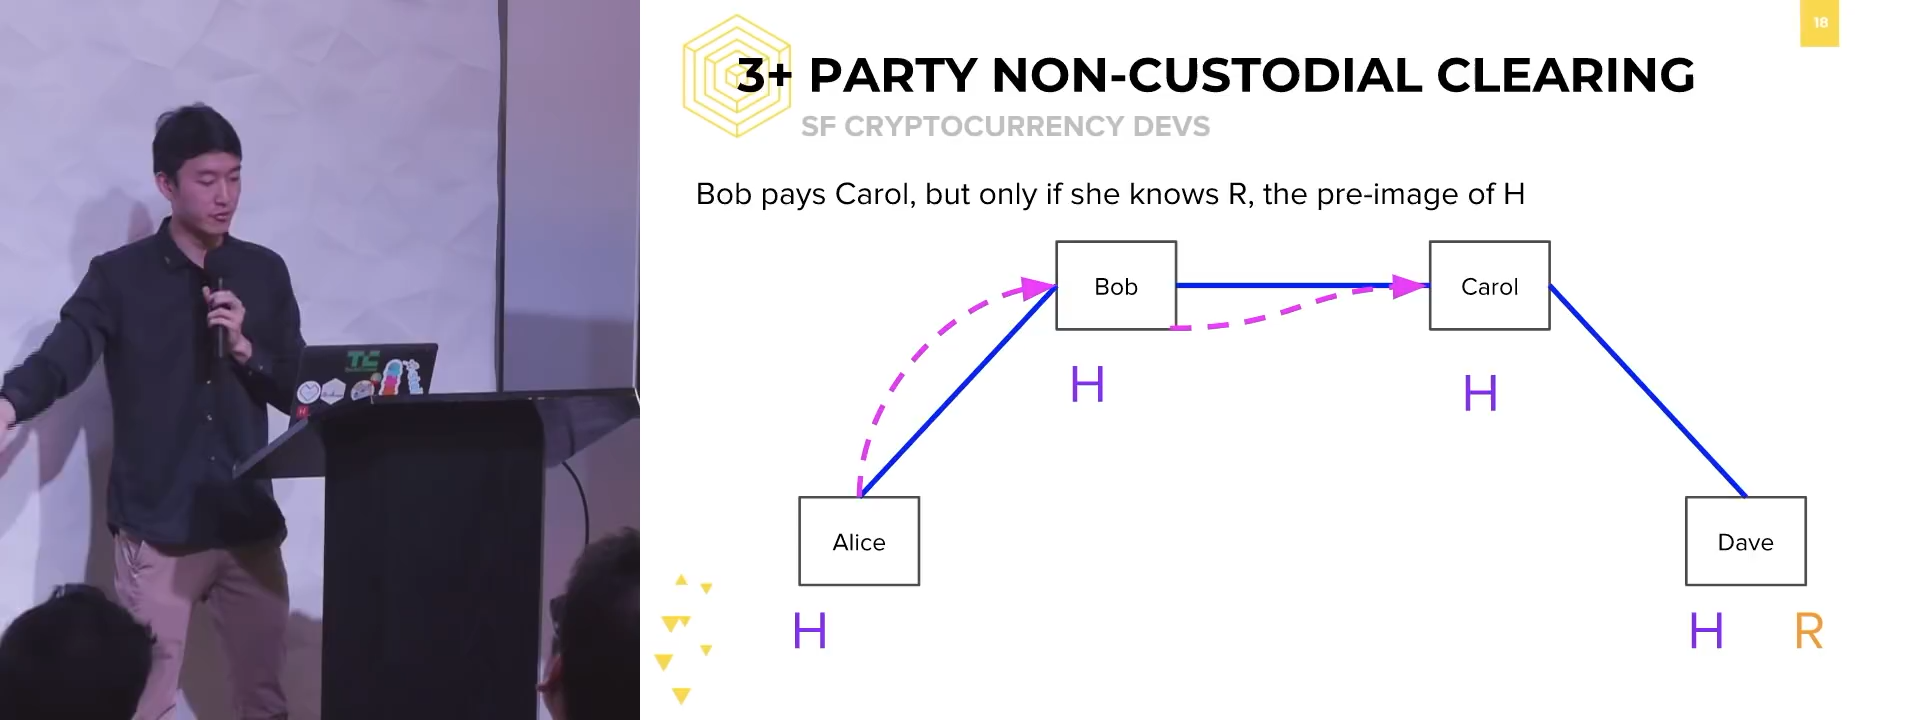 18
3+ PARTY NON-CUSTODIAL CLEARING
SF CRYPTOCURRENCY DEVS
Bob pays Carol, but only if she knows R, the pre-image of H
Bob
Carol
H
H
Alice
Dave
H
H R
TC
H